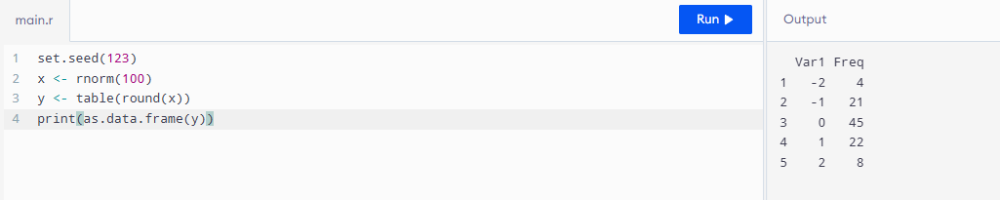 main.r
Run
1 set.seed(123)
2 x <- rnorm(100)
3 y <- table(round(x))
4 print(as.data.frame(y))
Output
Var1 Freq
1 -2 4
2 -1 21
3 0 45
4 1 22
5 2 8